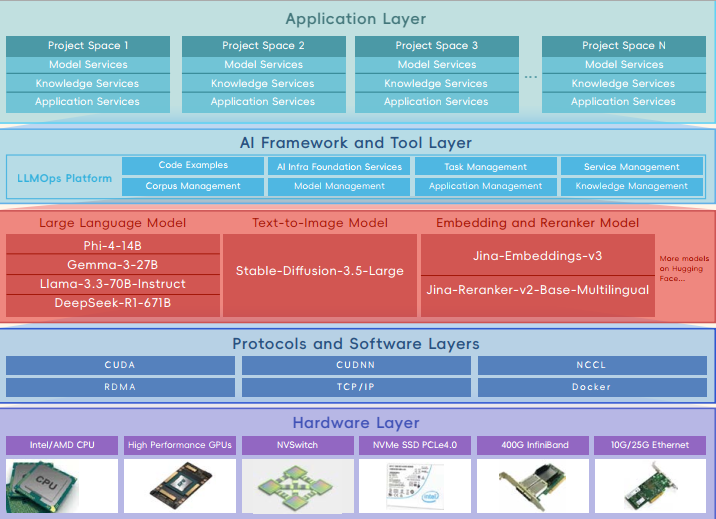 Application Layer
Project Space 1
Model Services
Knowledge Services
Application Services
Project Space 2
Model Services
Knowledge Services
Application Services
Project Space 3
Model Services
Knowledge Services
Application Services
...
Project Space N
Model Services
Knowledge Services
Application Services
AI Framework and Tool Layer
LLMOps Platform
Code Examples
AI Infra Foundation Services
Task Management
Service Management
Corpus Management
Model Management
Application Management
Knowledge Management
Large Language Model
Phi-4-14B
Gemma-3-27B
Llama-3.3-70B-Instruct
DeepSeek-R1-671B
Text-to-Image Model
Stable-Diffusion-3.5-Large
Embedding and Reranker Model
Jina-Embeddings-v3
Jina-Reranker-v2-Base-Multilingual
More models
on Hugging
Face...
Protocols and Software Layers
CUDA
CUDNN
NCCL
RDMA
TCP/IP
Docker
Hardware Layer
Intel/AMD CPU
High Performance GPUs
NVSwitch
NVMe SSD PCLe4.0
400G InfiniBand
10G/25G Ethernet
CPU
intel